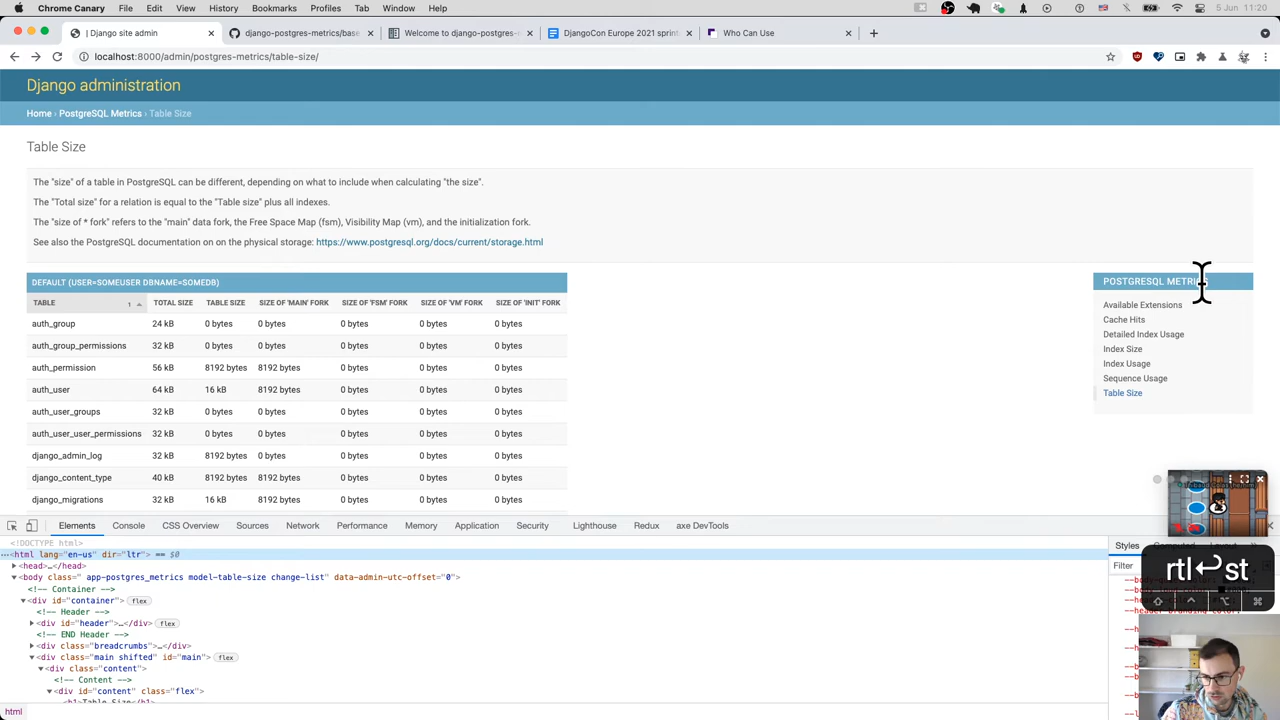 Chrome Canary File Edit View History Bookmarks Profiles Tab Window Help 5 Jun 11:20
| Django site admin django-postgres-metrics/base Welcome to django-postgres- DjangoCon Europe 2021 sprint Who Can Use
localhost:8000/admin/postgres-metrics/table-size/
Django administration
Home › PostgreSQL Metrics › Table Size
Table Size
The "size" of a table in PostgreSQL can be different, depending on what to include when calculating "the size".
The "Total size" for a relation is equal to the "Table size" plus all indexes.
The "size of * fork" refers to the "main" data fork, the Free Space Map (fsm), Visibility Map (vm), and the initialization fork.
See also the PostgreSQL documentation on on the physical storage: https://www.postgresql.org/docs/current/storage.html
DEFAULT (USER=SOMEUSER DBNAME=SOMEDB)
TABLE 1 TOTAL SIZE TABLE SIZE SIZE OF 'MAIN' FORK SIZE OF 'FSM' FORK SIZE OF 'VM' FORK SIZE OF 'INIT' FORK
auth_group 24 kB 0 bytes 0 bytes 0 bytes 0 bytes 0 bytes
auth_group_permissions 32 kB 0 bytes 0 bytes 0 bytes 0 bytes 0 bytes
auth_permission 56 kB 8192 bytes 8192 bytes 0 bytes 0 bytes 0 bytes
auth_user 64 kB 16 kB 8192 bytes 0 bytes 0 bytes 0 bytes
auth_user_groups 32 kB 0 bytes 0 bytes 0 bytes 0 bytes 0 bytes
auth_user_user_permissions 32 kB 0 bytes 0 bytes 0 bytes 0 bytes 0 bytes
django_admin_log 32 kB 8192 bytes 0 bytes 0 bytes 0 bytes 0 bytes
django_content_type 40 kB 8192 bytes 8192 bytes 0 bytes 0 bytes 0 bytes
django_migrations 32 kB 16 kB 8192 bytes 0 bytes 0 bytes 0 bytes
POSTGRESQL METRICS
Available Extensions
Cache Hits
Detailed Index Usage
Index Size
Index Usage
Sequence Usage
Table Size
Elements Console CSS Overview Sources Network Performance Memory Application Security Lighthouse Redux axe DevTools
<!DOCTYPE html>
<html lang="en-us" dir="ltr"> == $0
<head>…</head>
<body class=" app-postgres_metrics model-table-size change-list" data-admin-utc-offset="0">
<!-- Container -->
<div id="container"> flex
<!-- Header -->
<div id="header">…</div> flex
<!-- END Header -->
<div class="breadcrumbs">…</div>
<div class="main shifted" id="main"> flex
<div class="content">
<!-- Content -->
<div id="content" class="flex">
<h1>Table Size</h1>
html
Styles Computed Layout
Filter
rtl↩st